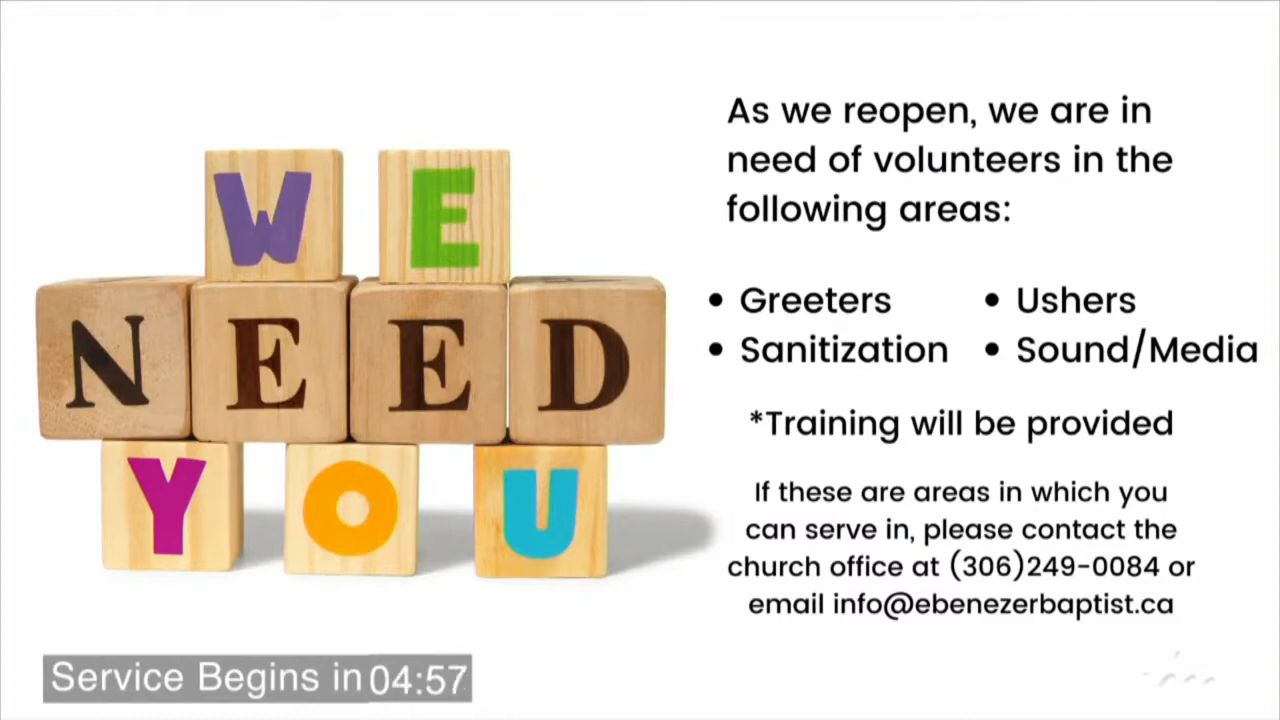 WE
NEED
YOU
As we reopen, we are in
need of volunteers in the
following areas:
• Greeters
• Sanitization
• Ushers
• Sound/Media
*Training will be provided
If these are areas in which you
can serve in, please contact the
church office at (306)249-0084 or
email info@ebenezerbaptist.ca
Service Begins in 04:57